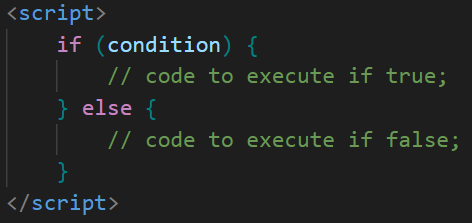 <script>
if (condition) {
// code to execute if true;
} else {
// code to execute if false;
}
</script>